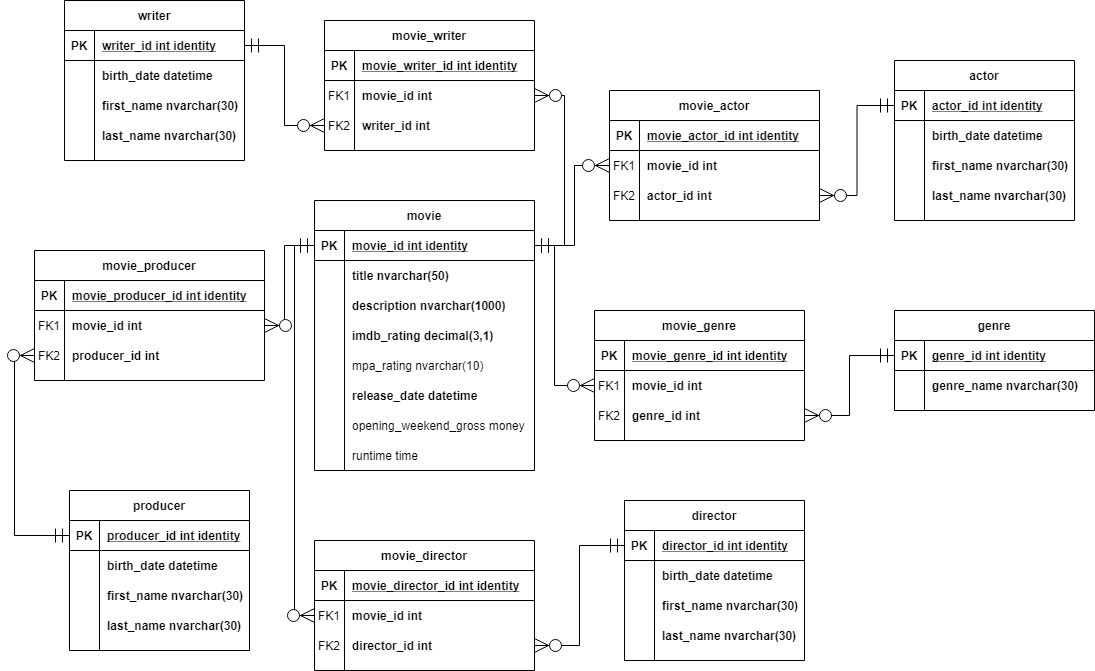 writer
PK writer_id int identity
birth_date datetime
first_name nvarchar(30)
last_name nvarchar(30)
movie_writer
PK movie_writer_id int identity
FK1 movie_id int
FK2 writer_id int
movie_actor
PK movie_actor_id int identity
FK1 movie_id int
FK2 actor_id int
actor
PK actor_id int identity
birth_date datetime
first_name nvarchar(30)
last_name nvarchar(30)
movie_producer
PK movie_producer_id int identity
FK1 movie_id int
FK2 producer_id int
movie
PK movie_id int identity
title nvarchar(50)
description nvarchar(1000)
imdb_rating decimal(3,1)
mpa_rating nvarchar(10)
release_date datetime
opening_weekend_gross money
runtime time
movie_genre
PK movie_genre_id int identity
FK1 movie_id int
FK2 genre_id int
genre
PK genre_id int identity
genre_name nvarchar(30)
producer
PK producer_id int identity
birth_date datetime
first_name nvarchar(30)
last_name nvarchar(30)
movie_director
PK movie_director_id int identity
FK1 movie_id int
FK2 director_id int
director
PK director_id int identity
birth_date datetime
first_name nvarchar(30)
last_name nvarchar(30)